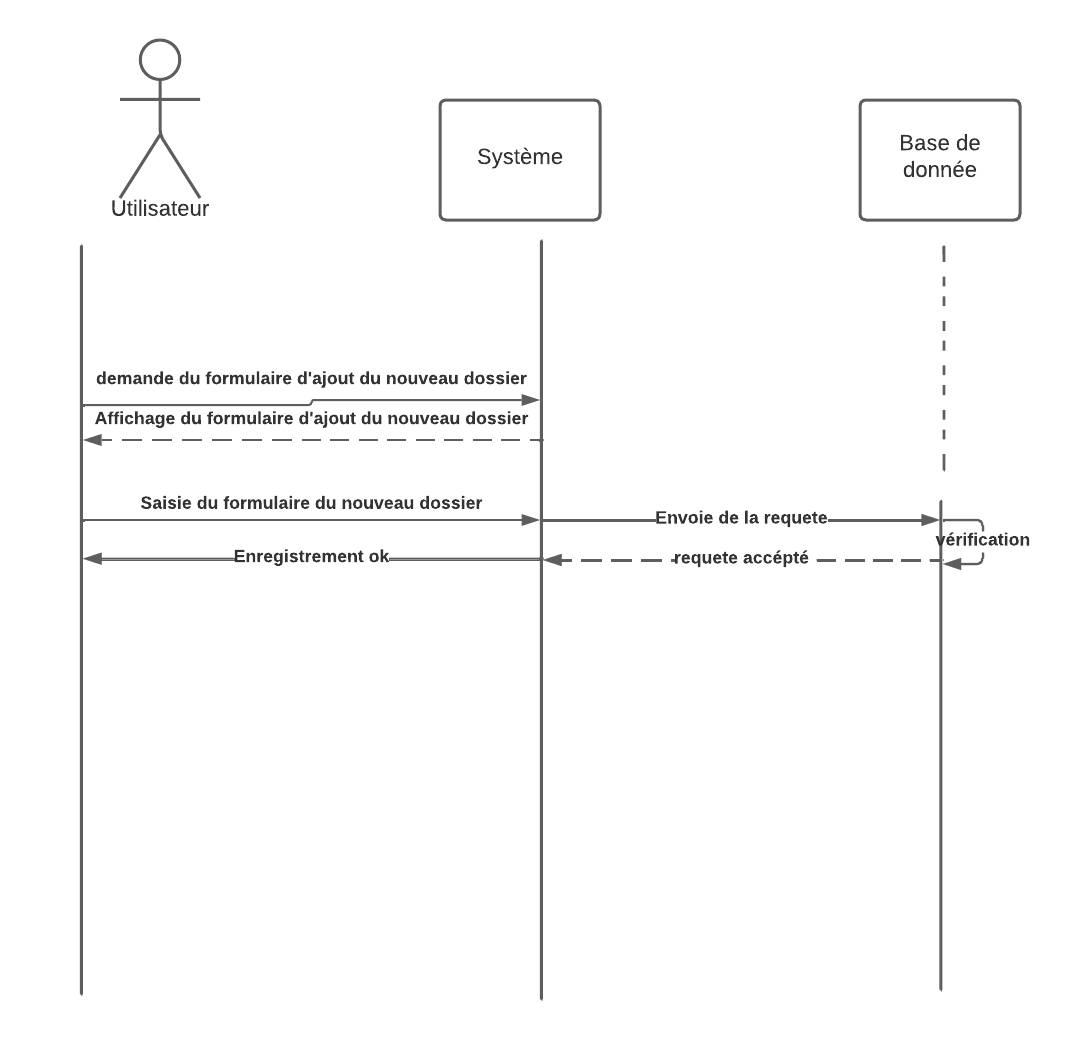 Utilisateur
Système
Base de
donnée
demande du formulaire d'ajout du nouveau dossier
Affichage du formulaire d'ajout du nouveau dossier
Saisie du formulaire du nouveau dossier
Envoie de la requete
vérification
Enregistrement ok
requete accépté